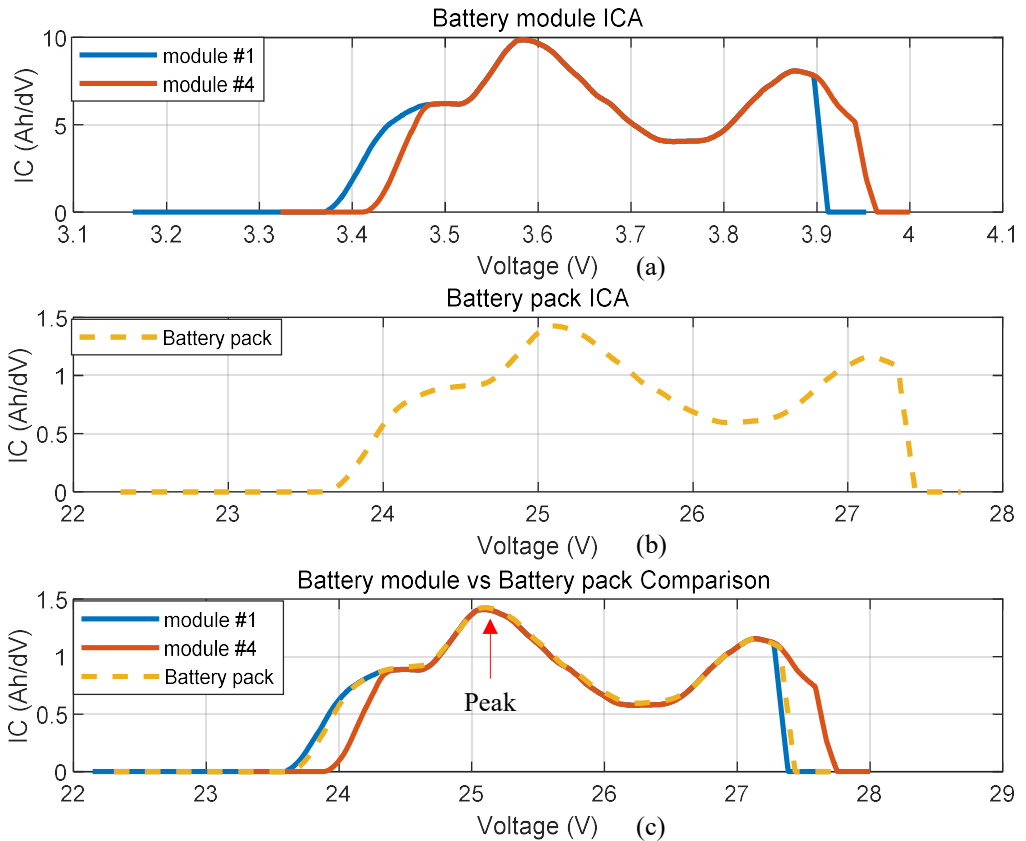 Battery module ICA
IC (Ah/dV)
10
5
0
module #1
module #4
3.1 3.2 3.3 3.4 3.5 3.6 3.7 3.8 3.9 4 4.1
Voltage (V) (a)
Battery pack ICA
IC (Ah/dV)
1.5
1
0.5
0
Battery pack
22 23 24 25 26 27 28
Voltage (V) (b)
Battery module vs Battery pack Comparison
IC (Ah/dV)
1.5
1
0.5
0
module #1
module #4
Battery pack
Peak
22 23 24 25 26 27 28 29
Voltage (V) (c)